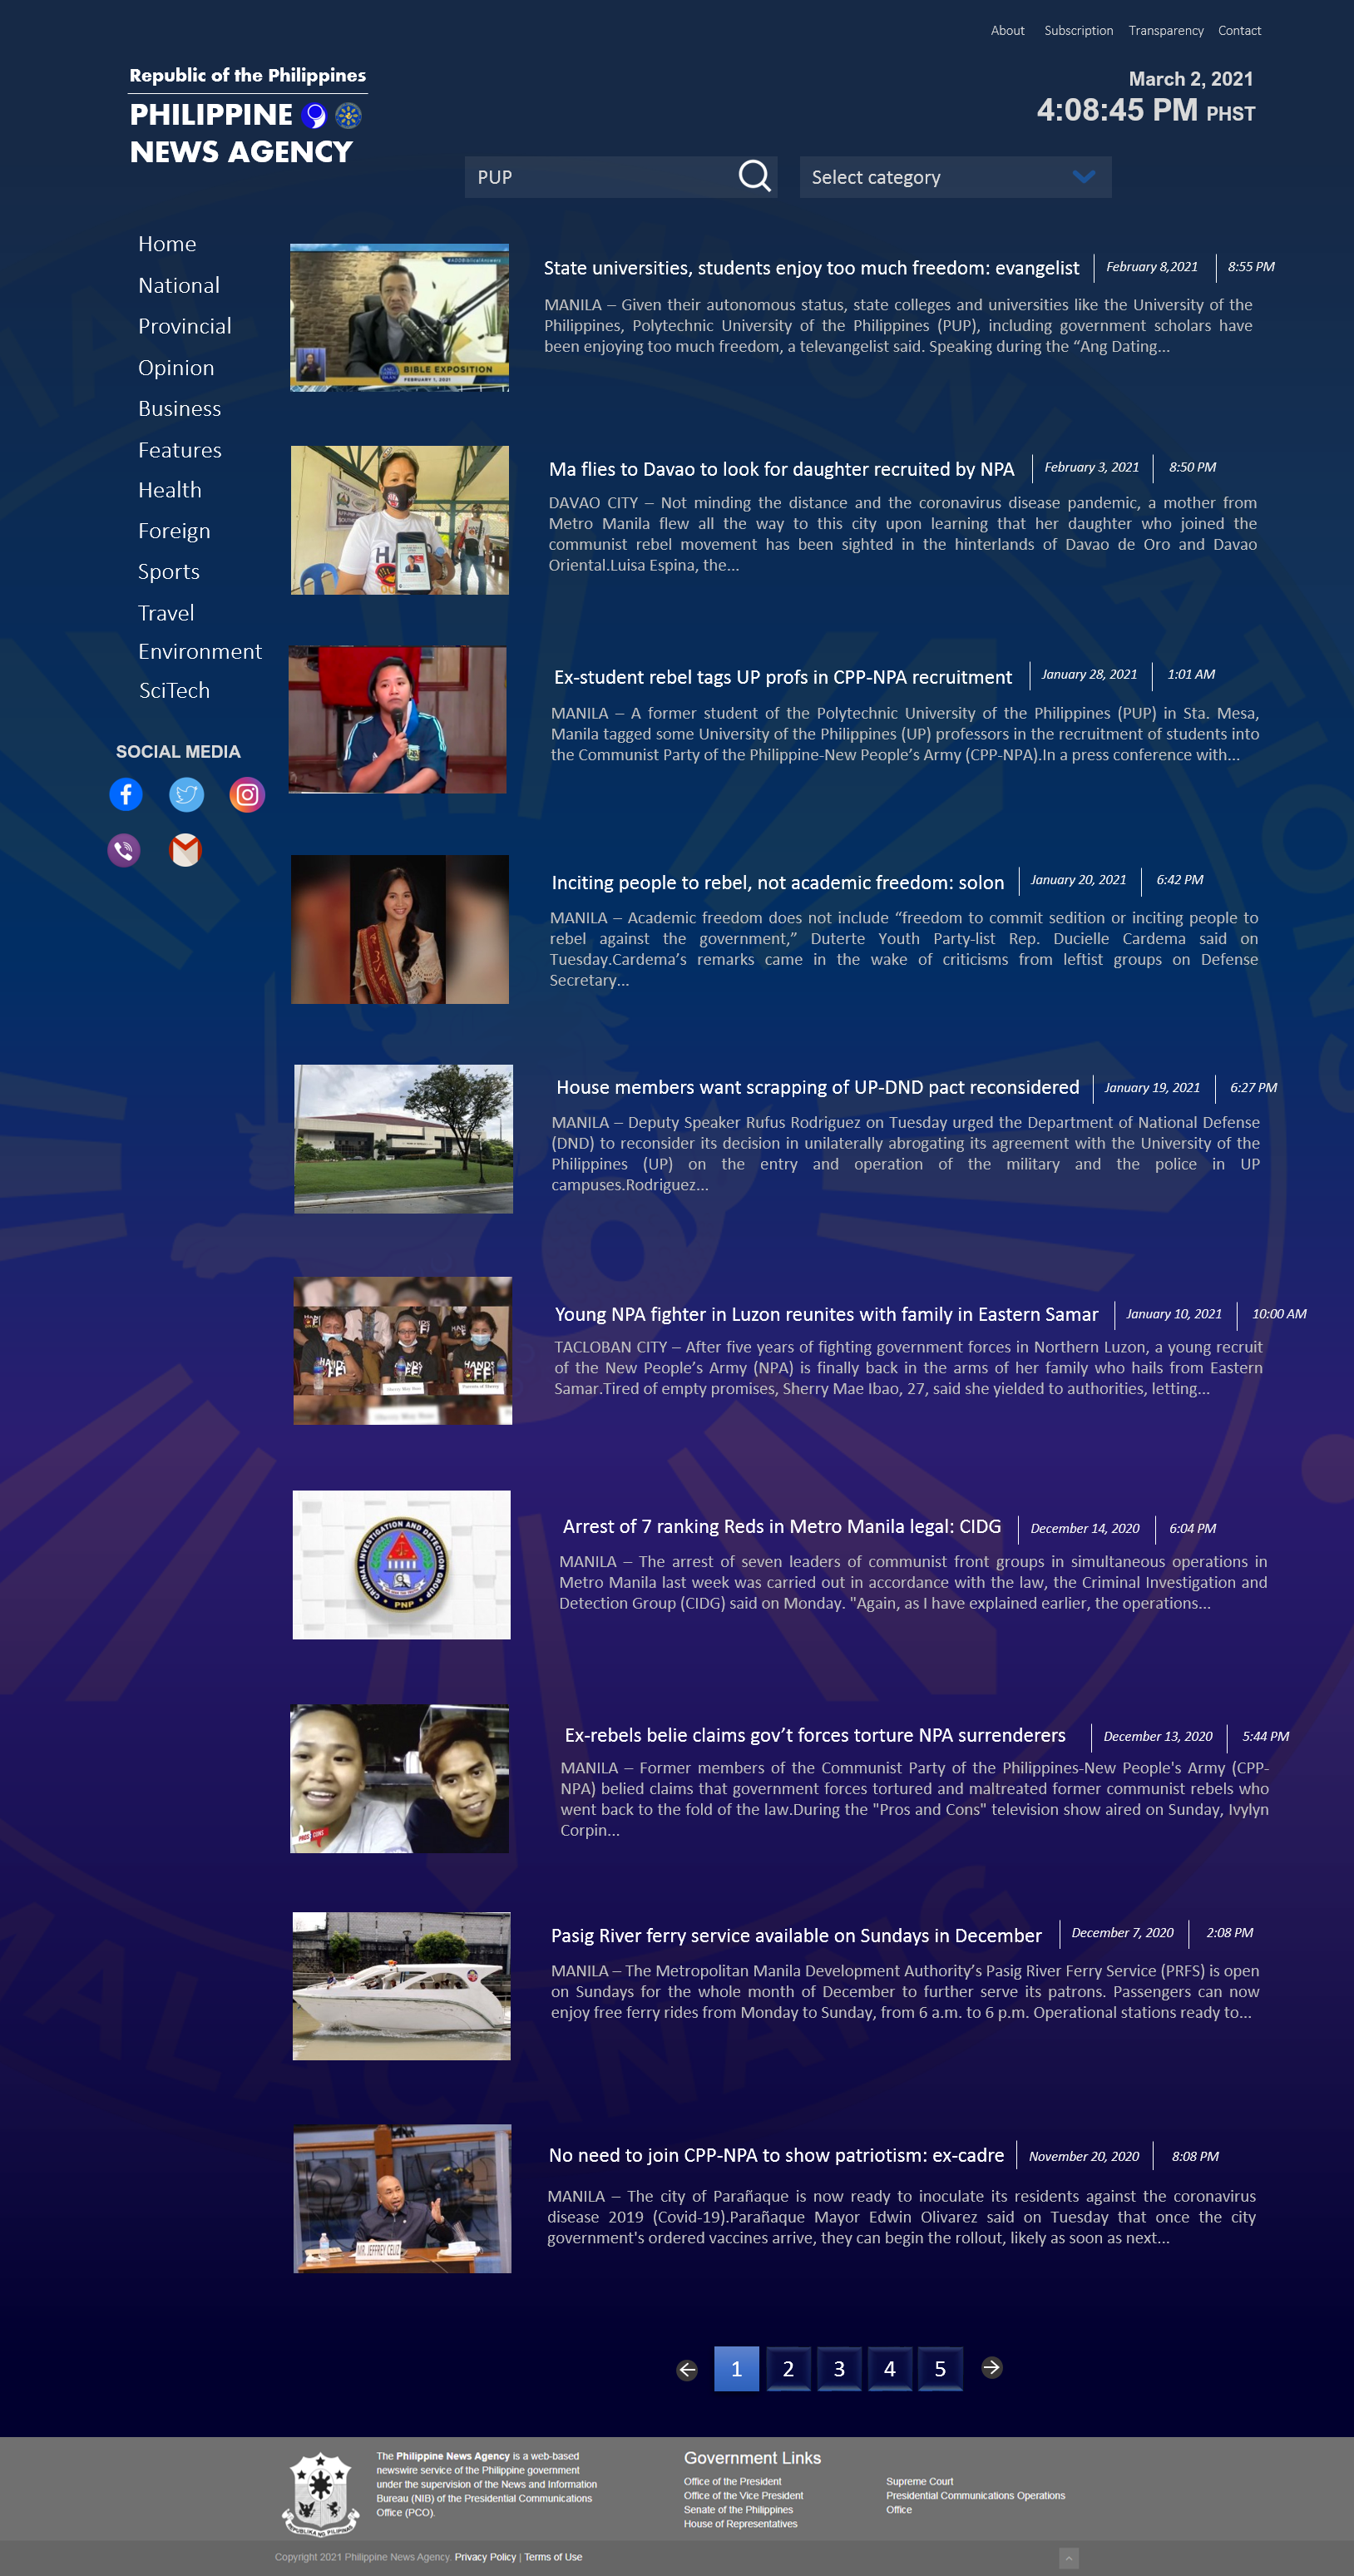 About Subscription Transparency Contact
Republic of the Philippines
PHILIPPINE
NEWS AGENCY
March 2, 2021
4:08:45 PM PHST
PUP
Select category
Home
National
Provincial
Opinion
Business
Features
Health
Foreign
Sports
Travel
Environment
SciTech
SOCIAL MEDIA
BIBLE EXPOSITION
FEBRUARY 1, 2021
State universities, students enjoy too much freedom: evangelist February 8,2021 8:55 PM
MANILA – Given their autonomous status, state colleges and universities like the University of the
Philippines, Polytechnic University of the Philippines (PUP), including government scholars have
been enjoying too much freedom, a televangelist said. Speaking during the “Ang Dating...
Ma flies to Davao to look for daughter recruited by NPA February 3, 2021 8:50 PM
DAVAO CITY – Not minding the distance and the coronavirus disease pandemic, a mother from
Metro Manila flew all the way to this city upon learning that her daughter who joined the
communist rebel movement has been sighted in the hinterlands of Davao de Oro and Davao
Oriental.Luisa Espina, the...
Ex-student rebel tags UP profs in CPP-NPA recruitment January 28, 2021 1:01 AM
MANILA – A former student of the Polytechnic University of the Philippines (PUP) in Sta. Mesa,
Manila tagged some University of the Philippines (UP) professors in the recruitment of students into
the Communist Party of the Philippine-New People’s Army (CPP-NPA).In a press conference with...
Inciting people to rebel, not academic freedom: solon January 20, 2021 6:42 PM
MANILA – Academic freedom does not include “freedom to commit sedition or inciting people to
rebel against the government,” Duterte Youth Party-list Rep. Ducielle Cardema said on
Tuesday.Cardema’s remarks came in the wake of criticisms from leftist groups on Defense
Secretary...
House members want scrapping of UP-DND pact reconsidered January 19, 2021 6:27 PM
MANILA – Deputy Speaker Rufus Rodriguez on Tuesday urged the Department of National Defense
(DND) to reconsider its decision in unilaterally abrogating its agreement with the University of the
Philippines (UP) on the entry and operation of the military and the police in UP
campuses.Rodriguez...
Young NPA fighter in Luzon reunites with family in Eastern Samar January 10, 2021 10:00 AM
TACLOBAN CITY – After five years of fighting government forces in Northern Luzon, a young recruit
of the New People’s Army (NPA) is finally back in the arms of her family who hails from Eastern
Samar.Tired of empty promises, Sherry Mae Ibao, 27, said she yielded to authorities, letting...
CRIMINAL INVESTIGATION AND DETECTION GROUP
PNP
Arrest of 7 ranking Reds in Metro Manila legal: CIDG December 14, 2020 6:04 PM
MANILA – The arrest of seven leaders of communist front groups in simultaneous operations in
Metro Manila last week was carried out in accordance with the law, the Criminal Investigation and
Detection Group (CIDG) said on Monday. "Again, as I have explained earlier, the operations...
Ex-rebels belie claims gov’t forces torture NPA surrenderers December 13, 2020 5:44 PM
MANILA – Former members of the Communist Party of the Philippines-New People's Army (CPP-
NPA) belied claims that government forces tortured and maltreated former communist rebels who
went back to the fold of the law.During the "Pros and Cons" television show aired on Sunday, Ivylyn
Corpin...
Pasig River ferry service available on Sundays in December December 7, 2020 2:08 PM
MANILA – The Metropolitan Manila Development Authority’s Pasig River Ferry Service (PRFS) is open
on Sundays for the whole month of December to further serve its patrons. Passengers can now
enjoy free ferry rides from Monday to Sunday, from 6 a.m. to 6 p.m. Operational stations ready to...
MR. JEFFREY CELIZ
No need to join CPP-NPA to show patriotism: ex-cadre November 20, 2020 8:08 PM
MANILA – The city of Parañaque is now ready to inoculate its residents against the coronavirus
disease 2019 (Covid-19).Parañaque Mayor Edwin Olivarez said on Tuesday that once the city
government's ordered vaccines arrive, they can begin the rollout, likely as soon as next...
1 2 3 4 5
The Philippine News Agency is a web-based
newswire service of the Philippine government
under the supervision of the News and Information
Bureau (NIB) of the Presidential Communications
Office (PCO).
Government Links
Office of the President
Office of the Vice President
Senate of the Philippines
House of Representatives
Supreme Court
Presidential Communications Operations
Office
Copyright 2021 Philippine News Agency. Privacy Policy | Terms of Use